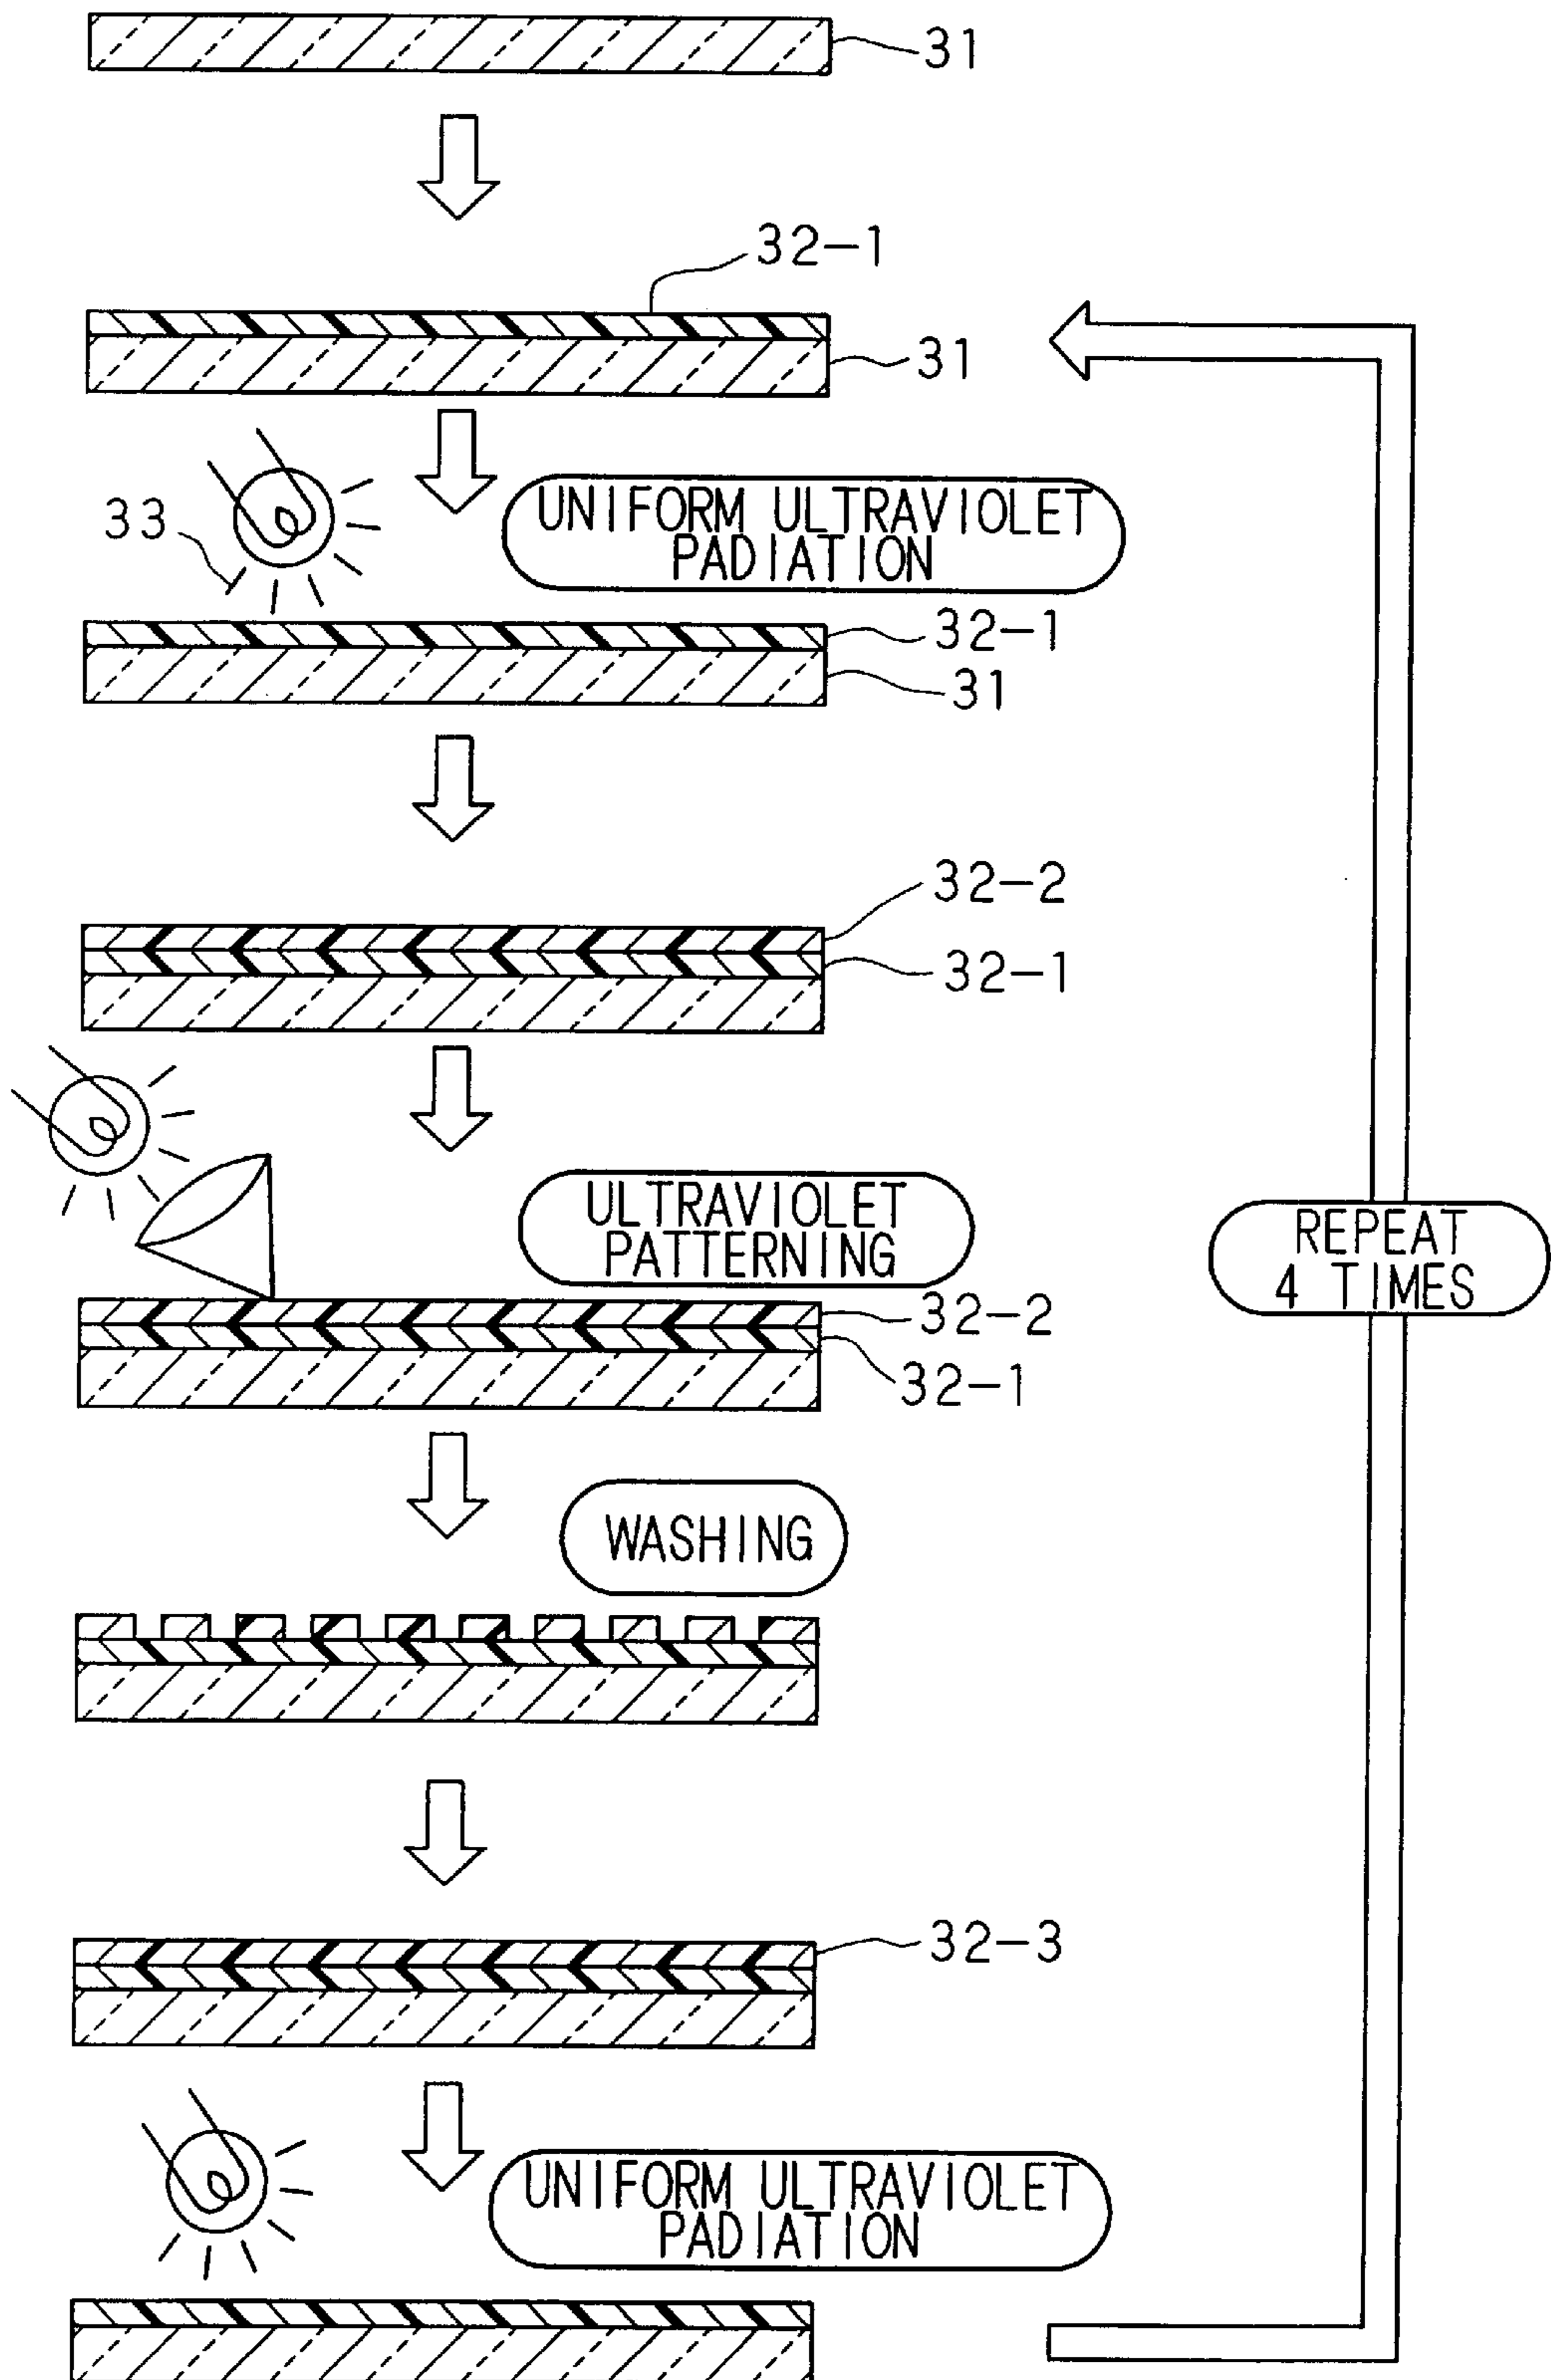 31
32-1
31
UNIFORM ULTRAVIOLET
PADIATION
33
32-1
31
32-2
32-1
ULTRAVIOLET
PATTERNING
REPEAT
4 TIMES
32-2
32-1
WASHING
32-3
UNIFORM ULTRAVIOLET
PADIATION